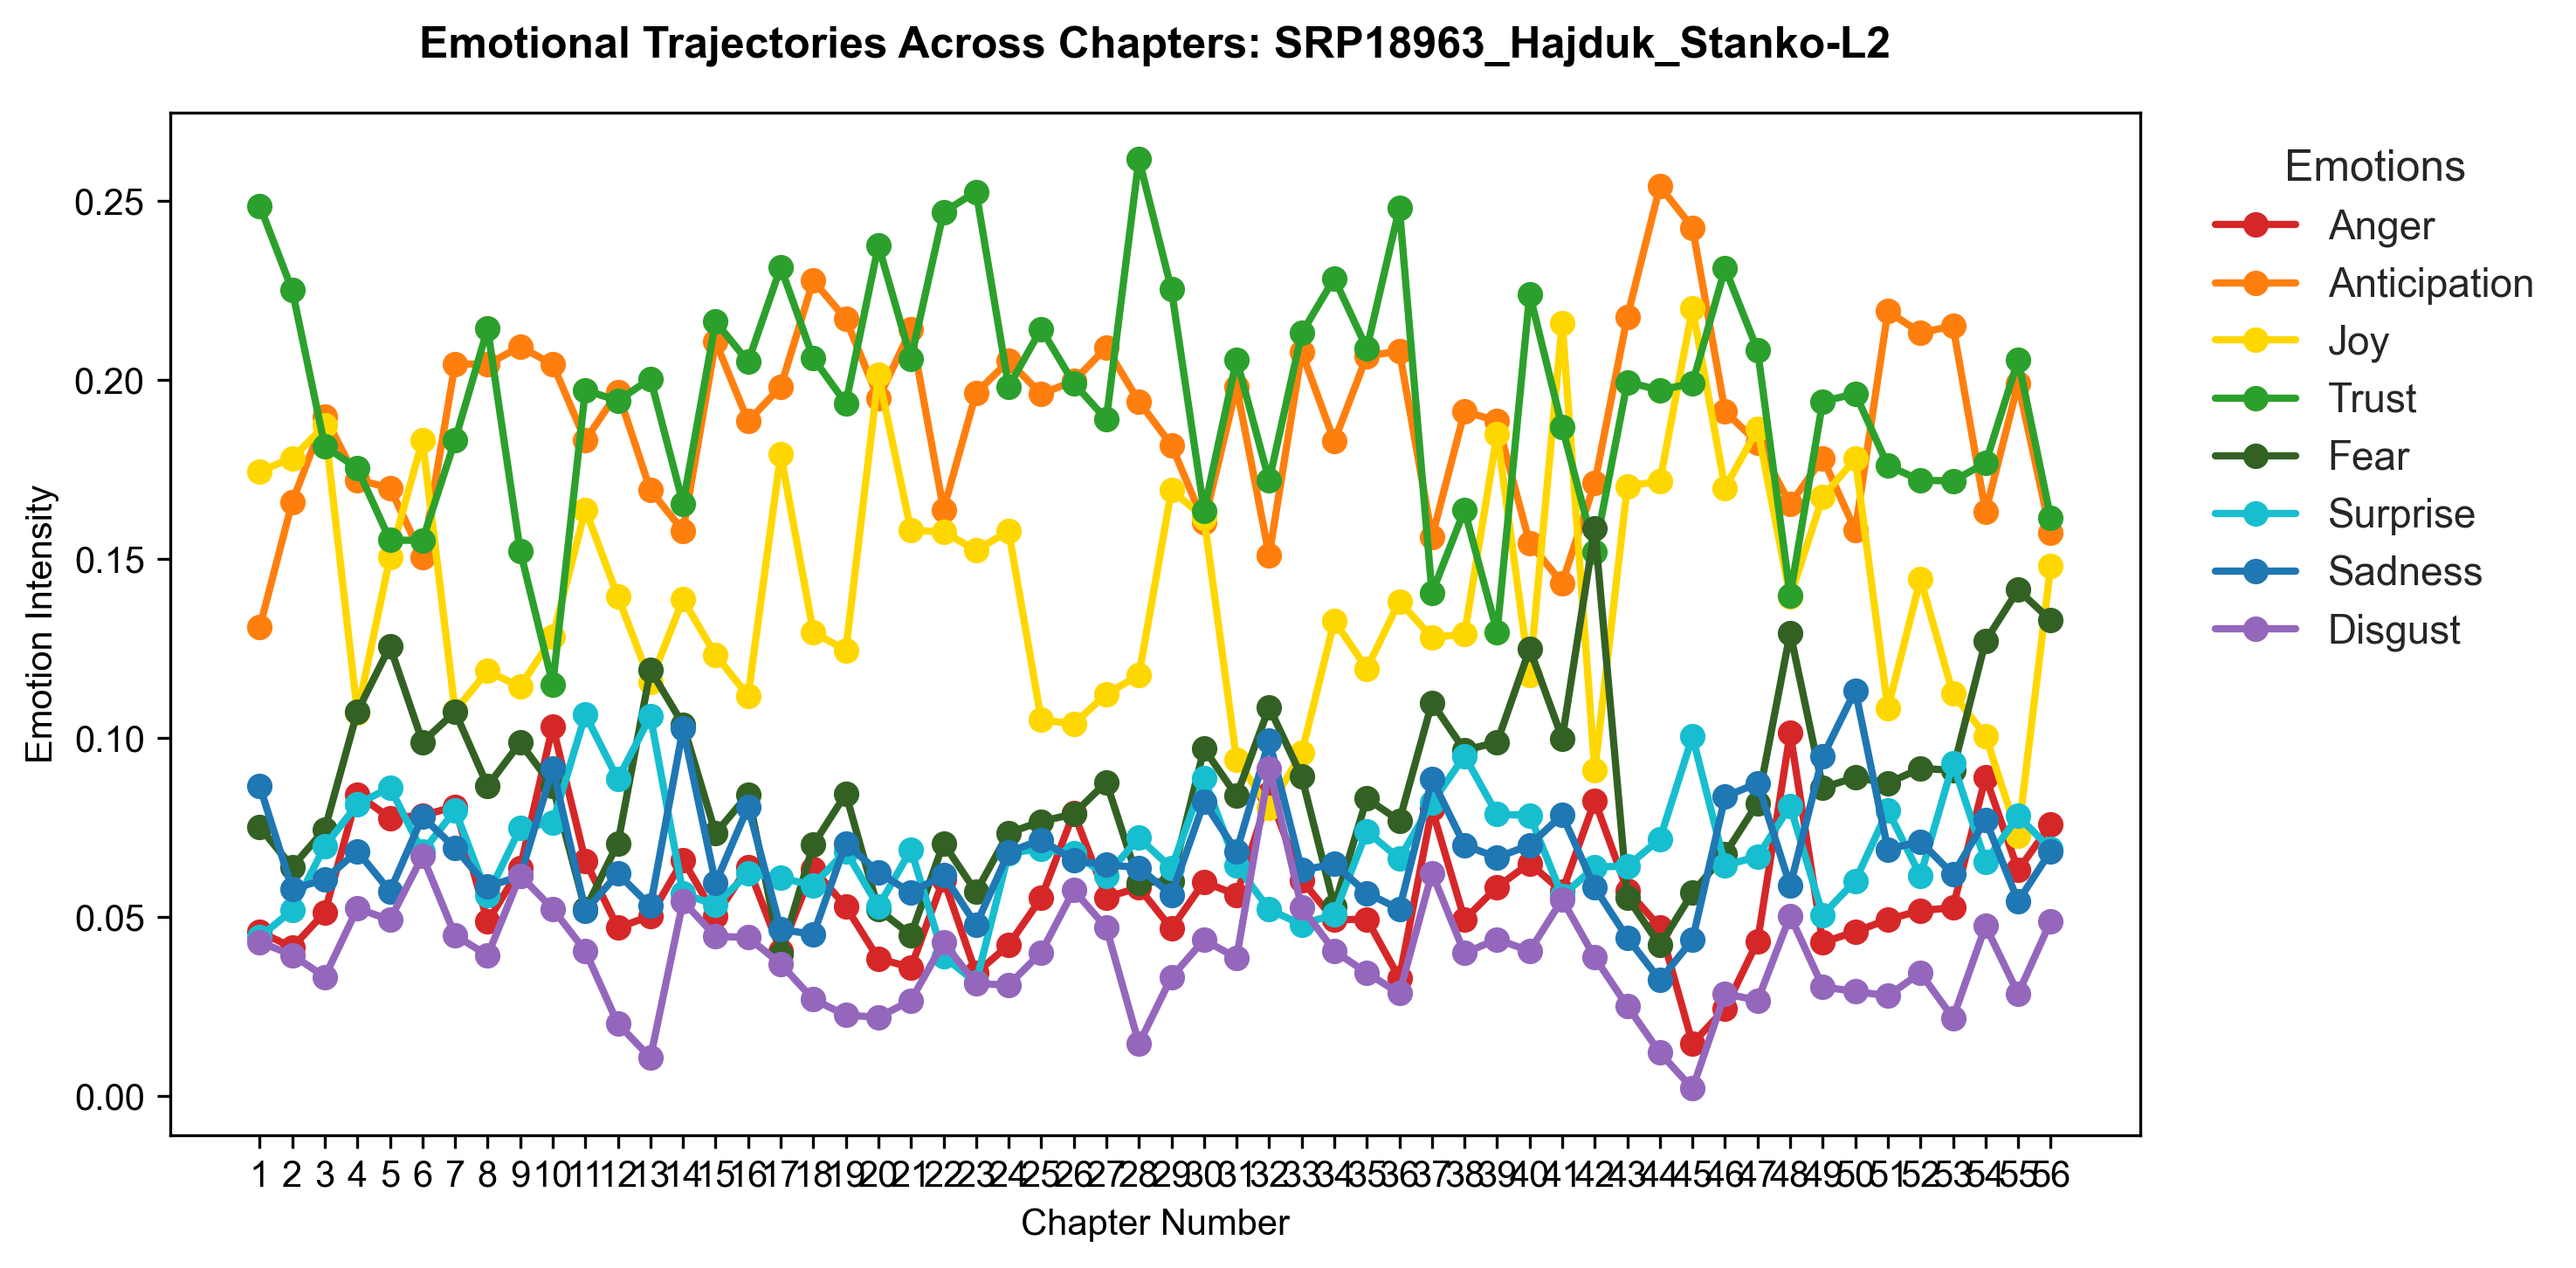 Emotional Trajectories Across Chapters: SRP18963_Hajduk_Stanko-L2
Emotion Intensity
0.25
0.20
0.15
0.10
0.05
0.00
1 2 3 4 5 6 7 8 9 10 11 12 13 14 15 16 17 18 19 20 21 22 23 24 25 26 27 28 29 30 31 32 33 34 35 36 37 38 39 40 41 42 43 44 45 46 47 48 49 50 51 52 53 54 55 56
Chapter Number
Emotions
Anger
Anticipation
Joy
Trust
Fear
Surprise
Sadness
Disgust